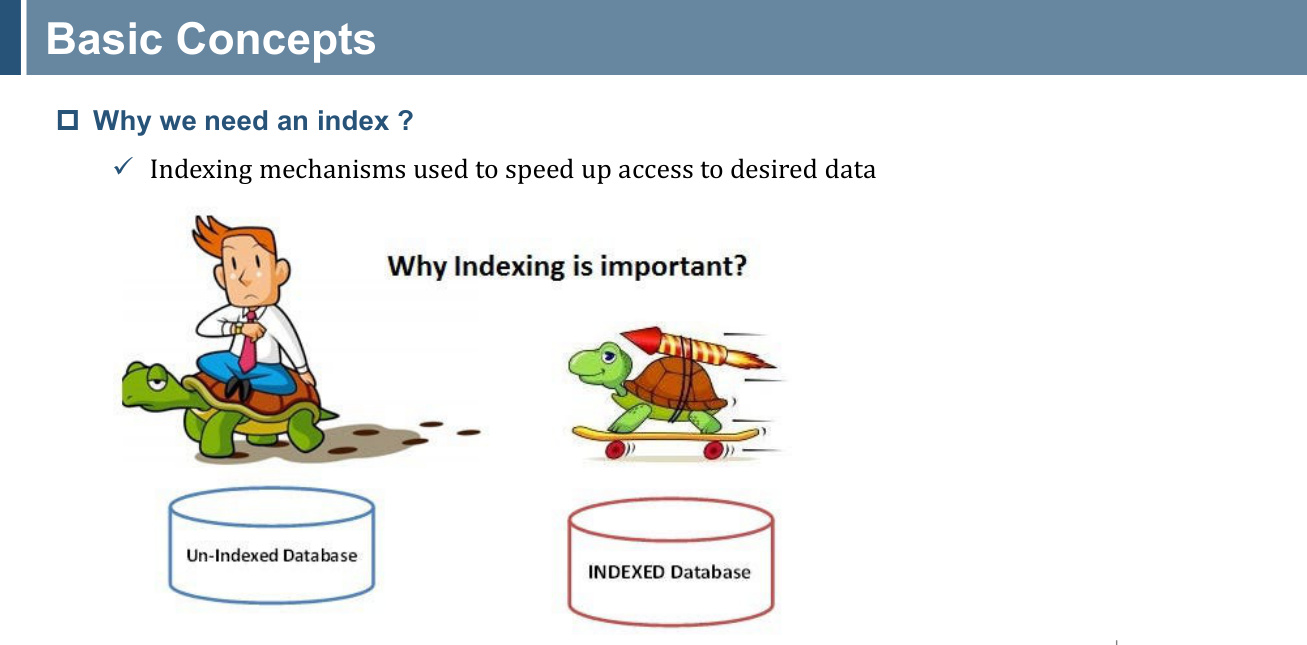 Basic Concepts
Why we need an index ?
Indexing mechanisms used to speed up access to desired data
Why Indexing is important?
Un-Indexed Database
INDEXED Database